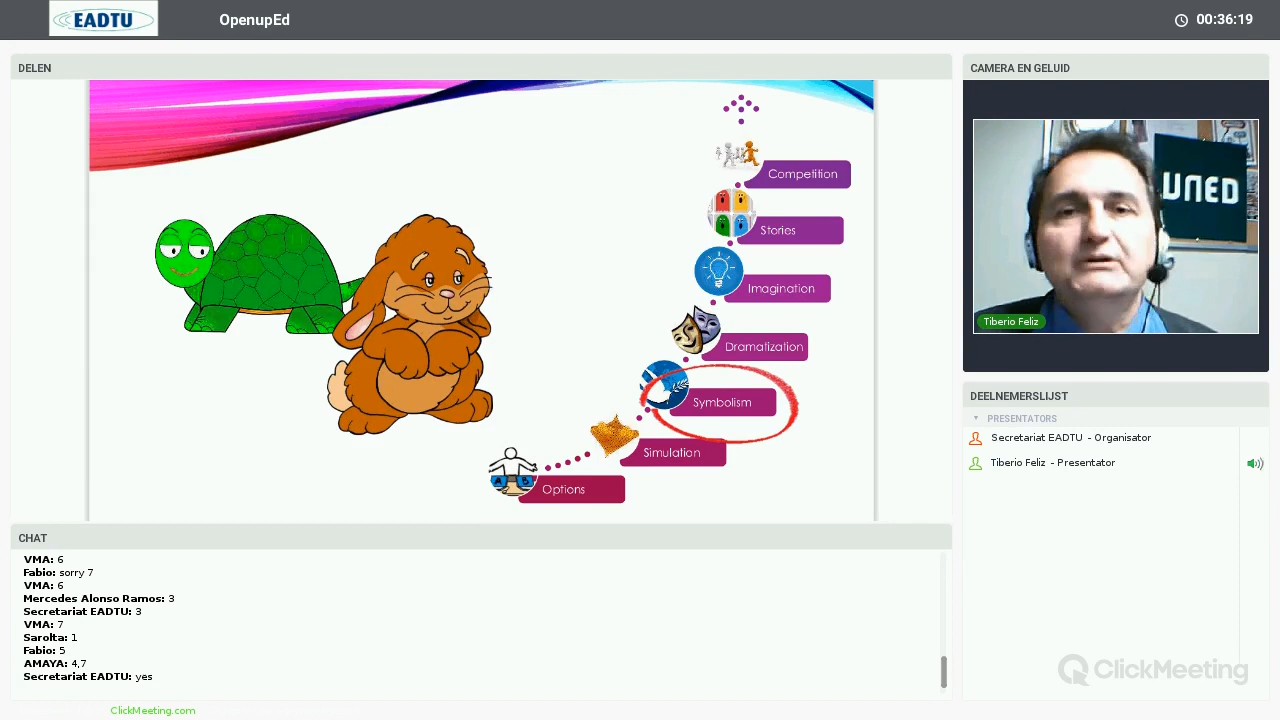 EADTU
OpenupEd
00:36:19
DELEN
Competition
Stories
Imagination
Dramatization
Symbolism
Simulation
A B
Options
CAMERA EN GELUID
UNED
Tiberio Feliz
DEELNEMERSLIJST
PRESENTATORS
Secretariat EADTU - Organisator
Tiberio Feliz - Presentator
CHAT
VMA: 6
Fabio: sorry 7
VMA: 6
Mercedes Alonso Ramos: 3
Secretariat EADTU: 3
VMA: 7
Sarolta: 1
Fabio: 5
AMAYA: 4,7
Secretariat EADTU: yes
ClickMeeting
ClickMeeting.com